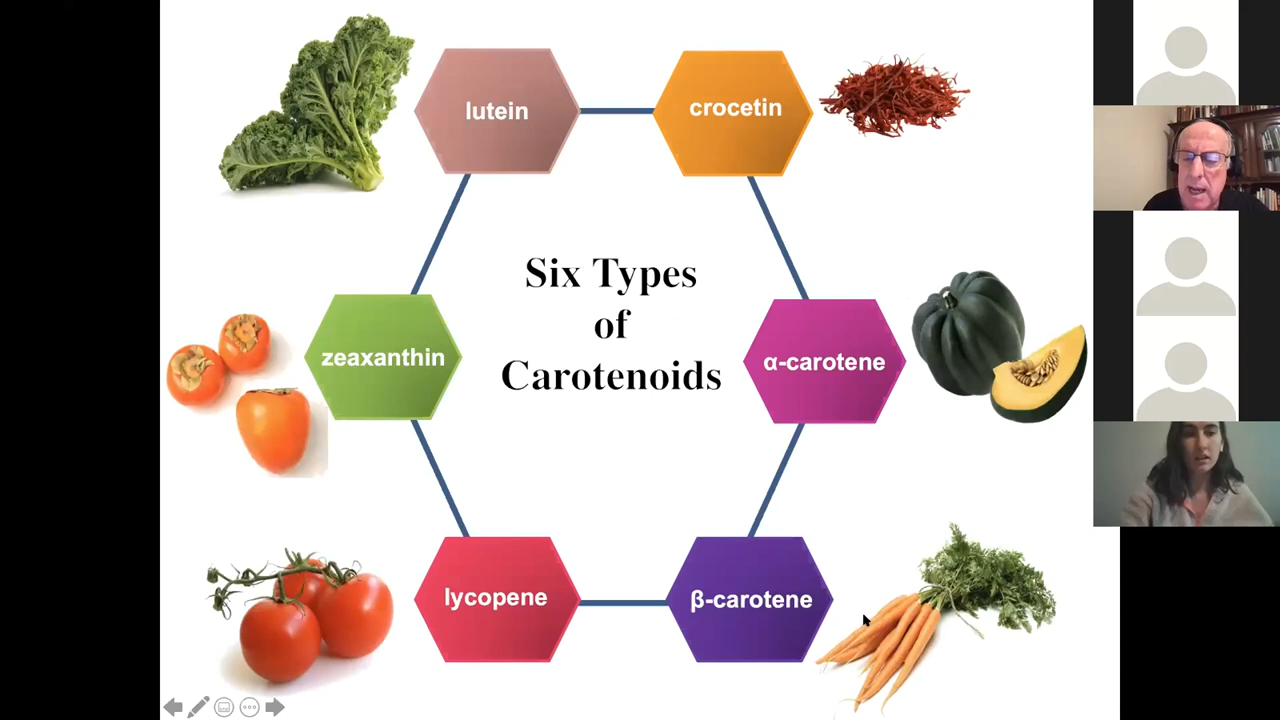 lutein
crocetin
Six Types
of
Carotenoids
zeaxanthin
α-carotene
lycopene
β-carotene